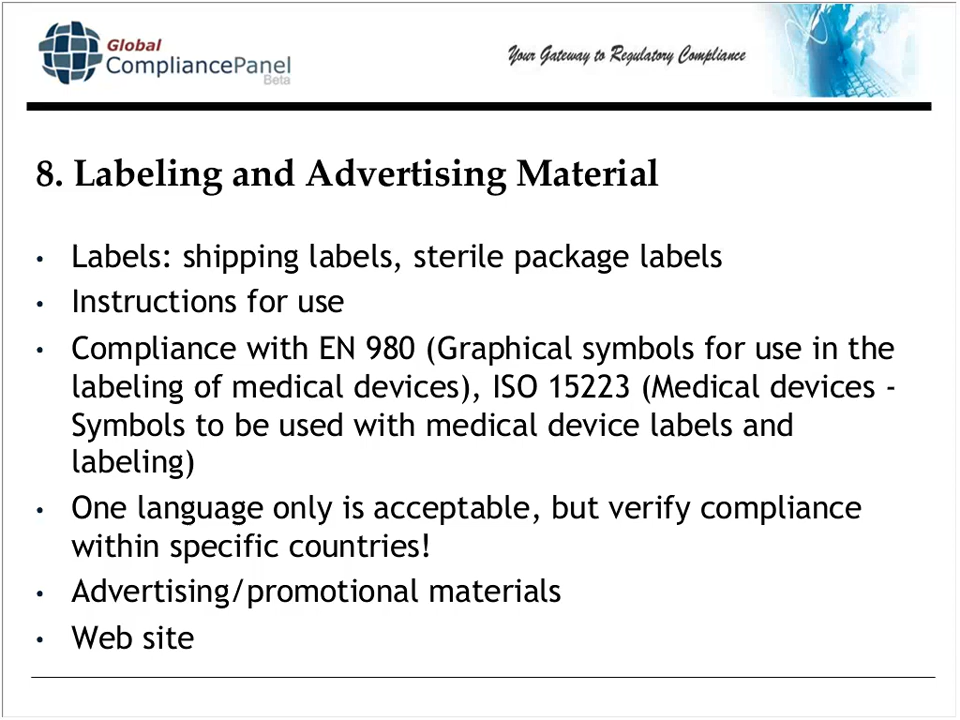 Global
CompliancePanel
Beta
Your Gateway to Regulatory Compliance
8. Labeling and Advertising Material
• Labels: shipping labels, sterile package labels
• Instructions for use
• Compliance with EN 980 (Graphical symbols for use in the
labeling of medical devices), ISO 15223 (Medical devices -
Symbols to be used with medical device labels and
labeling)
• One language only is acceptable, but verify compliance
within specific countries!
• Advertising/promotional materials
• Web site